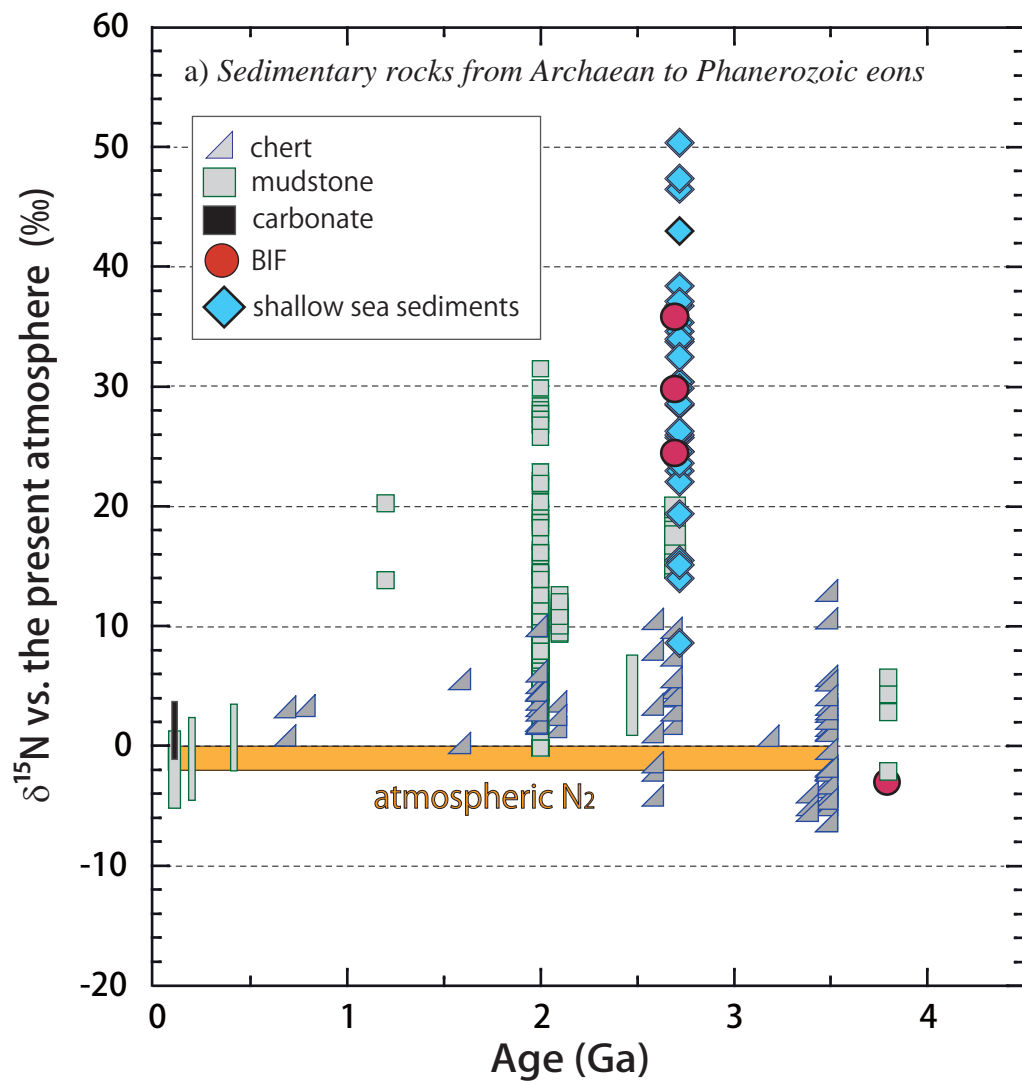 60
50
40
30
20
10
0
-10
-20
δ¹⁵N vs. the present atmosphere (‰)
a) Sedimentary rocks from Archaean to Phanerozoic eons
chert
mudstone
carbonate
BIF
shallow sea sediments
atmospheric N₂
0 1 2 3 4
Age (Ga)